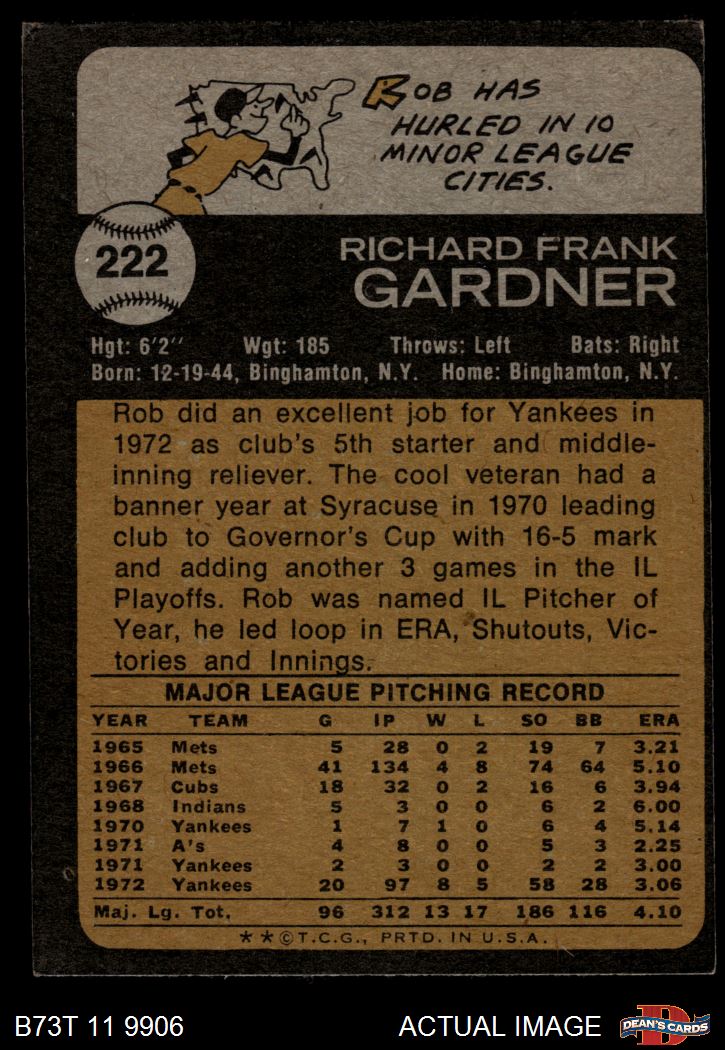 ROB HAS
HURLED IN 10
MINOR LEAGUE
CITIES.
222
RICHARD FRANK
GARDNER
Hgt: 6'2" Wgt: 185 Throws: Left Bats: Right
Born: 12-19-44, Binghamton, N.Y. Home: Binghamton, N.Y.
Rob did an excellent job for Yankees in
1972 as club's 5th starter and middle-
inning reliever. The cool veteran had a
banner year at Syracuse in 1970 leading
club to Governor's Cup with 16-5 mark
and adding another 3 games in the IL
Playoffs. Rob was named IL Pitcher of
Year, he led loop in ERA, Shutouts, Vic-
tories and Innings.
MAJOR LEAGUE PITCHING RECORD
YEAR TEAM G IP W L SO BB ERA
1965 Mets 5 28 0 2 19 7 3.21
1966 Mets 41 134 4 8 74 64 5.10
1967 Cubs 18 32 0 2 16 6 3.94
1968 Indians 5 3 0 0 6 2 6.00
1970 Yankees 1 7 1 0 6 4 5.14
1971 A's 4 8 0 0 5 3 2.25
1971 Yankees 2 3 0 0 2 2 3.00
1972 Yankees 20 97 8 5 58 28 3.06
Maj. Lg. Tot. 96 312 13 17 186 116 4.10
**©T.C.G., PRTD. IN U.S.A.
B73T 11 9906 ACTUAL IMAGE
DEAN'S CARDS